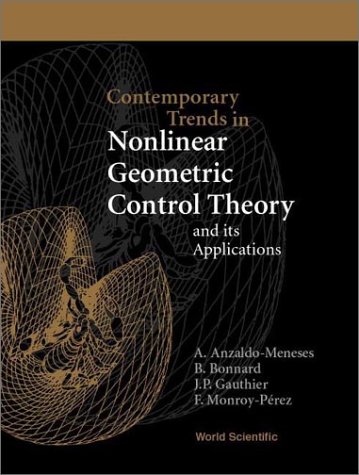 Contemporary
Trends in
Nonlinear
Geometric
Control Theory
and its
Applications
A. Anzaldo-Meneses
B. Bonnard
J.P. Gauthier
F. Monroy-Pérez
World Scientific